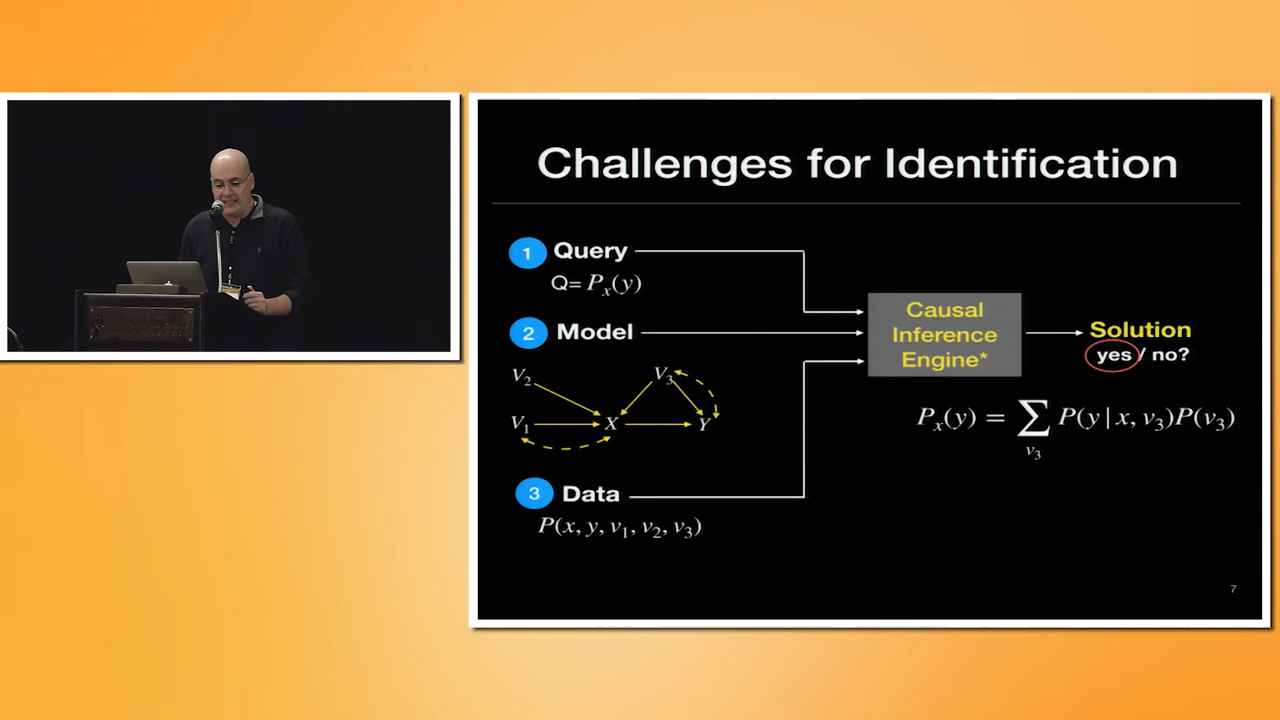 Challenges for Identification
1 Query
Q= Pₓ(y)
2 Model
V₂
V₃
V₁
X
Y
3 Data
P(x, y, v₁, v₂, v₃)
Causal
Inference
Engine*
Solution
yes / no?
Pₓ(y) = ∑ P(y | x, v₃)P(v₃)
v₃
7